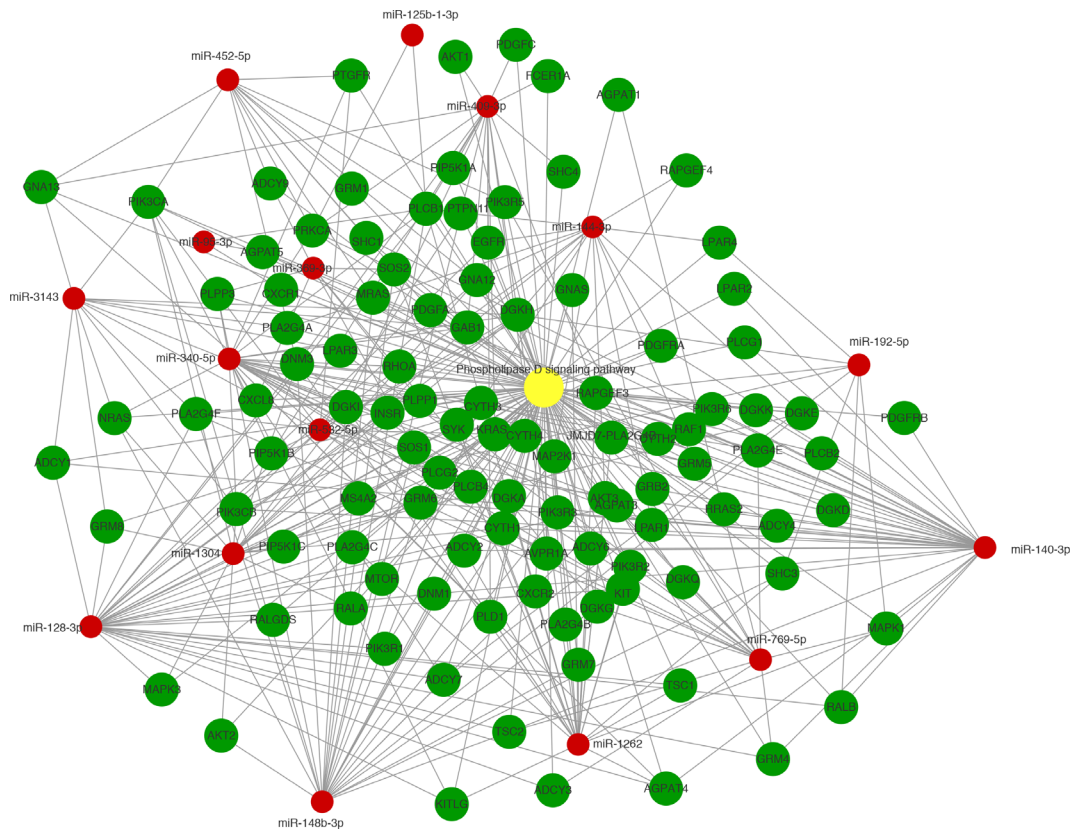 miR-125b-1-3p
PDGFC
miR-452-5p
AKT1
PTGFR
FCER1A
AGPAT1
RAPGEF4
PIP5K1A
SHC4
GNA13
PIK3CA
ADCY9
GRM1
PLCB1
PTPN11
PIK3R5
PRKCA
SHC1
EGFR
LPAR4
AGPAT5
SOS2
GNA12
GNAS
LPAR2
miR-3143
PLPP3
CXCR1
MRAS
PDGFA
DGKH
PLA2G4A
GAB1
PLCG1
miR-192-5p
miR-340-5p
DNM3
LPAR3
RHOA
PDGFRA
Phospholipase D signaling pathway
RAPGEF3
NRAS
PLA2G4F
CXCL8
DGKI
INSR
PLPP1
CYTH3
PIK3R6
DGKK
DGKE
PDGFRB
SYK
KRAS
CYTH4
CYTH2
RAF1
ADCY1
PIP5K1B
SOS1
MAP2K1
GRM5
PLA2G4E
PLCB2
PLCG2
PLCB4
GRM8
PIK3CB
MS4A2
GRM6
DGKA
PIK3R3
AKT3
AGPAT3
GRB2
RRAS2
DGKD
miR-1304
PIP5K1C
PLA2G4C
ADCY2
CYTH1
AVPR1A
ADCY6
LPAR1
ADCY4
miR-140-3p
MTOR
DNM1
CXCR2
PIK3R2
KIT
DGKQ
SHC3
miR-128-3p
RALGDS
RALA
PLD1
PLA2G4B
DGKG
MAPK1
PIK3R1
GRM7
miR-769-5p
MAPK3
ADCY7
TSC1
RALB
AKT2
TSC2
miR-1262
GRM4
miR-148b-3p
KITLG
ADCY3
AGPAT4